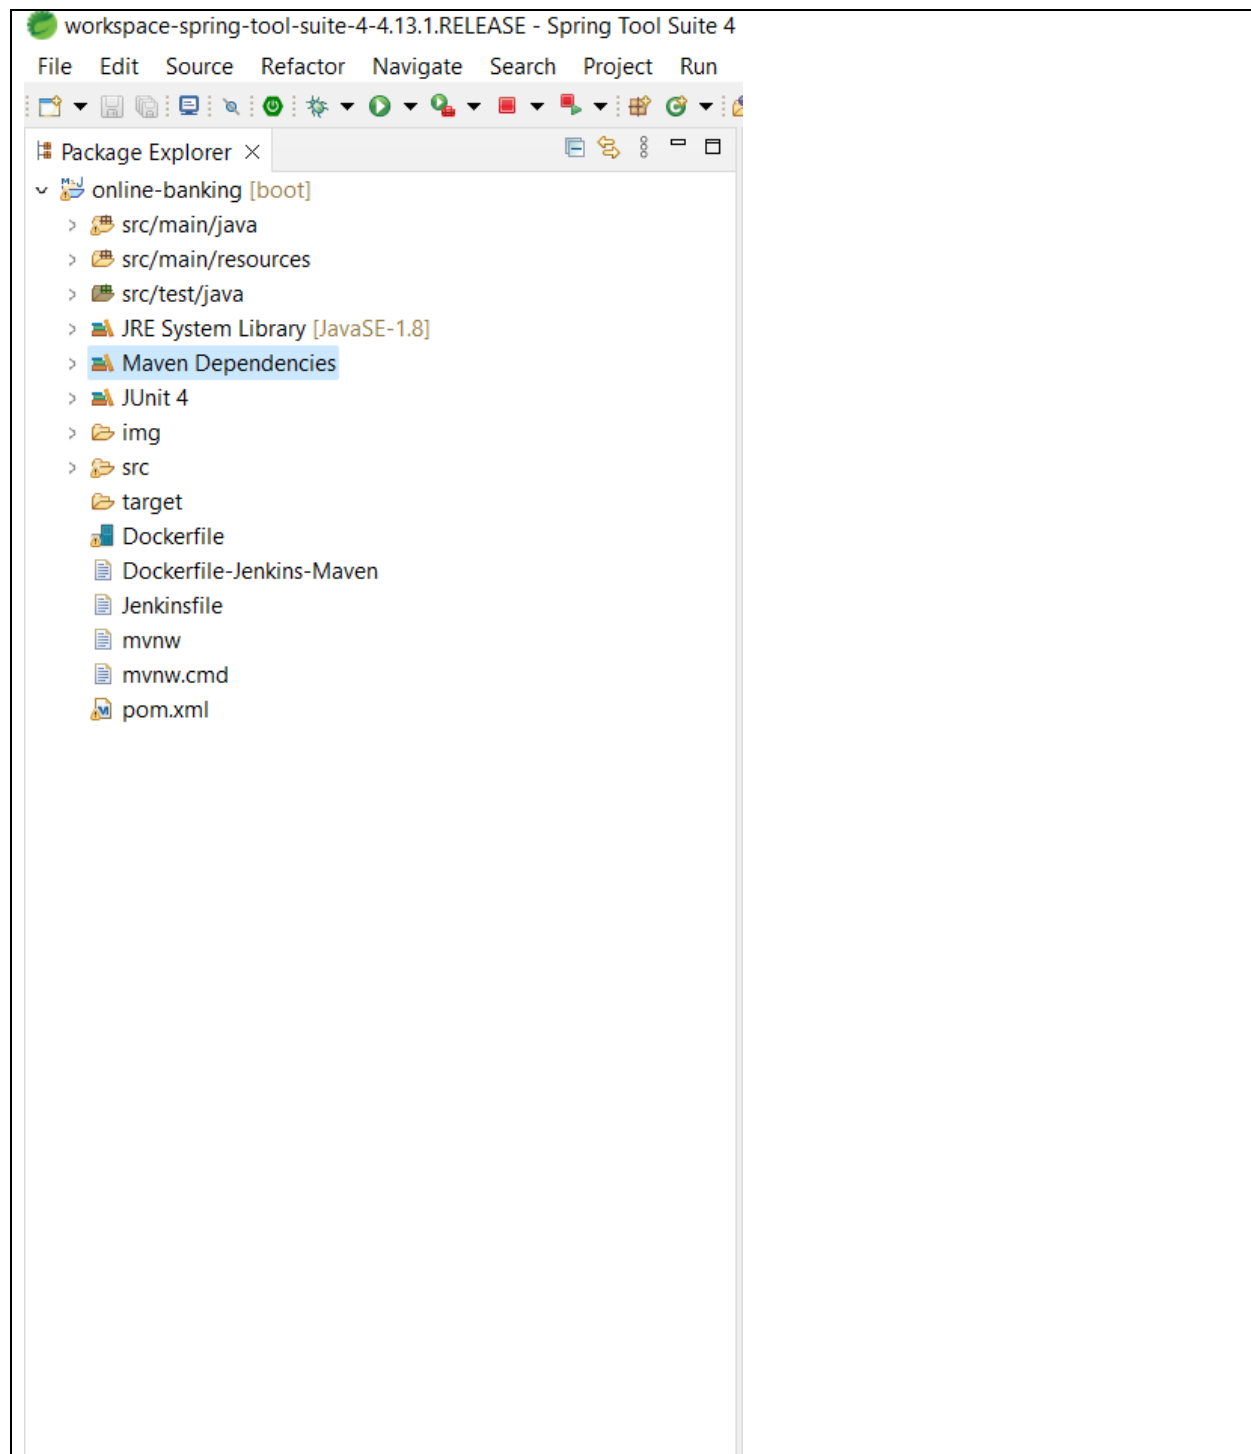 workspace-spring-tool-suite-4-4.13.1.RELEASE - Spring Tool Suite 4
File Edit Source Refactor Navigate Search Project Run
Package Explorer
online-banking [boot]
src/main/java
src/main/resources
src/test/java
JRE System Library [JavaSE-1.8]
Maven Dependencies
JUnit 4
img
src
target
Dockerfile
Dockerfile-Jenkins-Maven
Jenkinsfile
mvnw
mvnw.cmd
pom.xml